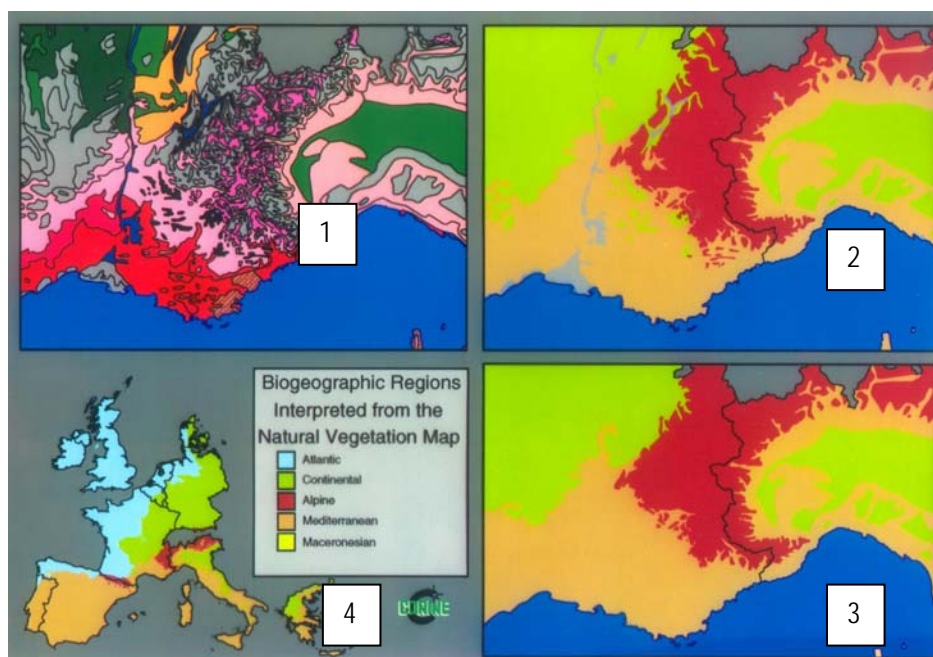 1
2
Biogeographic Regions
Interpreted from the
Natural Vegetation Map
Atlantic
Continental
Alpine
Mediterranean
Maceronesian
4
CORINE
3